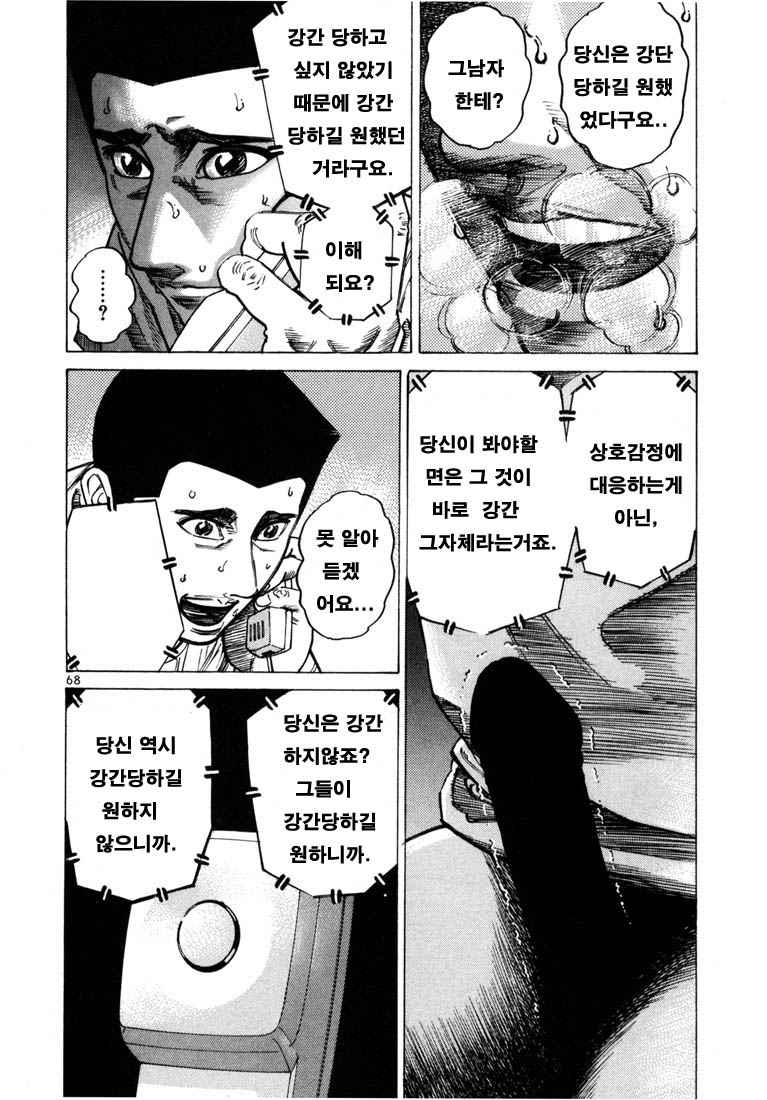 당신은 강단
당하길 원했
었다구요..
그남자
한테?
강간 당하고
싶지 않았기
때문에 강간
당하길 원했던
거라구요.
이해
되요?
……?
상호감정에
대응하는게
아닌,
당신이 봐야할
면은 그 것이
바로 강간
그자체라는거죠.
못 알아
듣겠
어요...
68
당신은 강간
하지않죠?
그들이
강간당하길
원하니까.
당신 역시
강간당하길
원하지
않으니까.